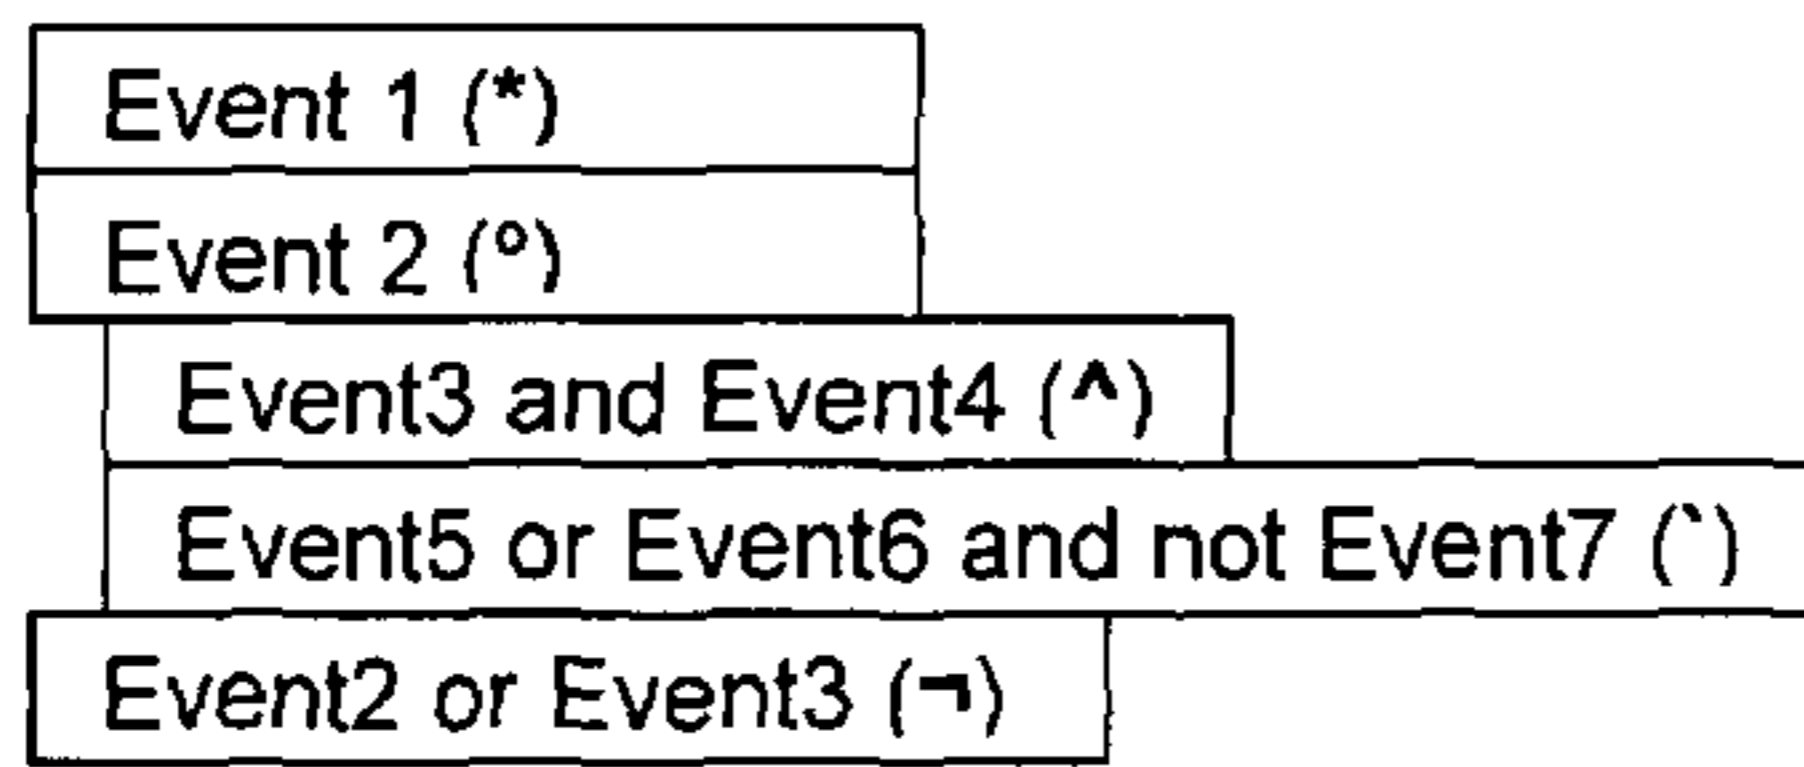 Event 1 (*)
Event 2 (º)
Event3 and Event4 (^)
Event5 or Event6 and not Event7 (`)
Event2 or Event3 (¬)